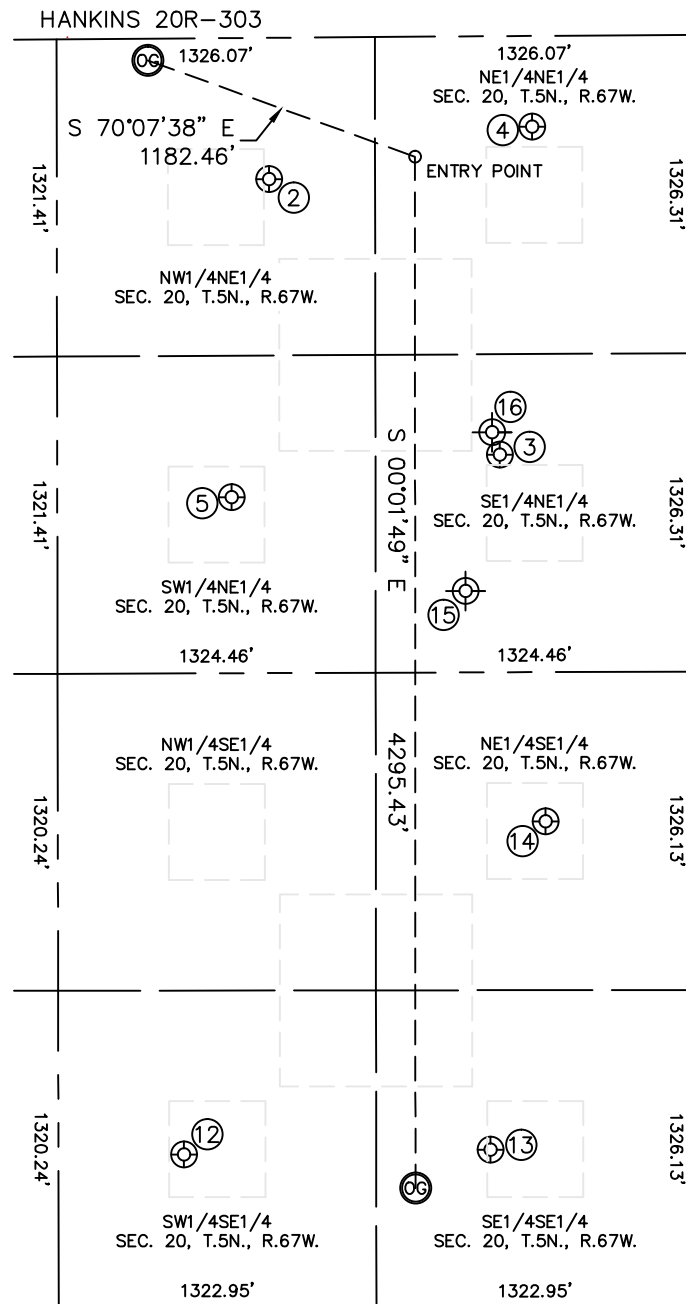 HANKINS 20R-303
OG
1326.07'
1326.07'
NE1/4NE1/4
SEC. 20, T.5N., R.67W.
S 70°07'38" E
1182.46'
4
ENTRY POINT
1321.41'
2
1326.31'
NW1/4NE1/4
SEC. 20, T.5N., R.67W.
16
3
S 00°01'49" E
5
1321.41'
SE1/4NE1/4
SEC. 20, T.5N., R.67W.
1326.31'
SW1/4NE1/4
SEC. 20, T.5N., R.67W.
15
1324.46'
1324.46'
NW1/4SE1/4
SEC. 20, T.5N., R.67W.
4295.43'
NE1/4SE1/4
SEC. 20, T.5N., R.67W.
1320.24'
14
1326.13'
12
13
1320.24'
1326.13'
OG
SW1/4SE1/4
SEC. 20, T.5N., R.67W.
SE1/4SE1/4
SEC. 20, T.5N., R.67W.
1322.95'
1322.95'